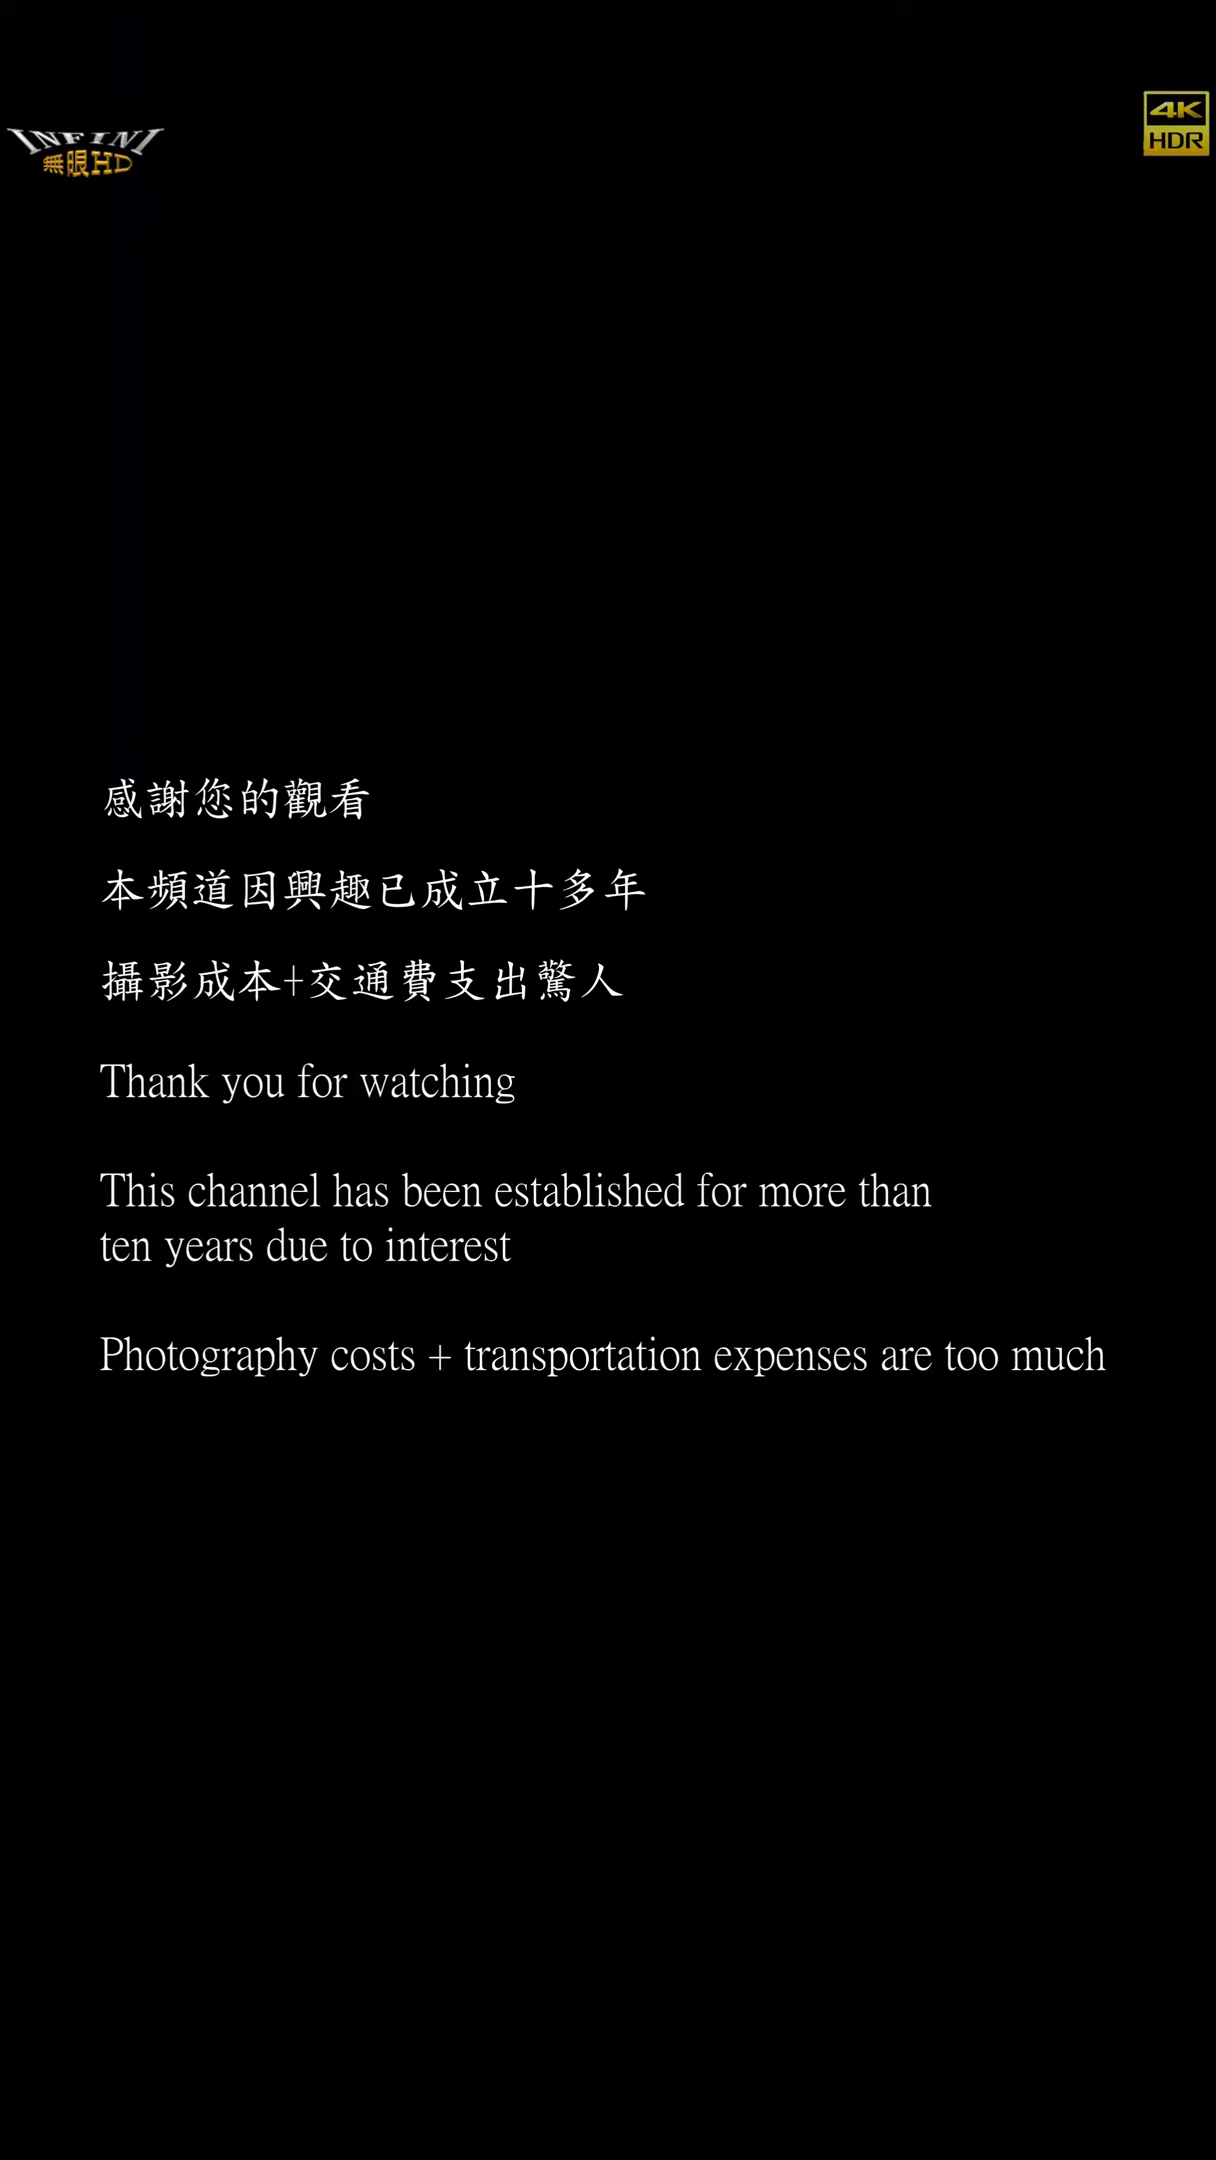 INFINI
無限HD
4K
HDR
感謝您的觀看
本頻道因興趣已成立十多年
攝影成本+交通費支出驚人
Thank you for watching
This channel has been established for more than
ten years due to interest
Photography costs + transportation expenses are too much